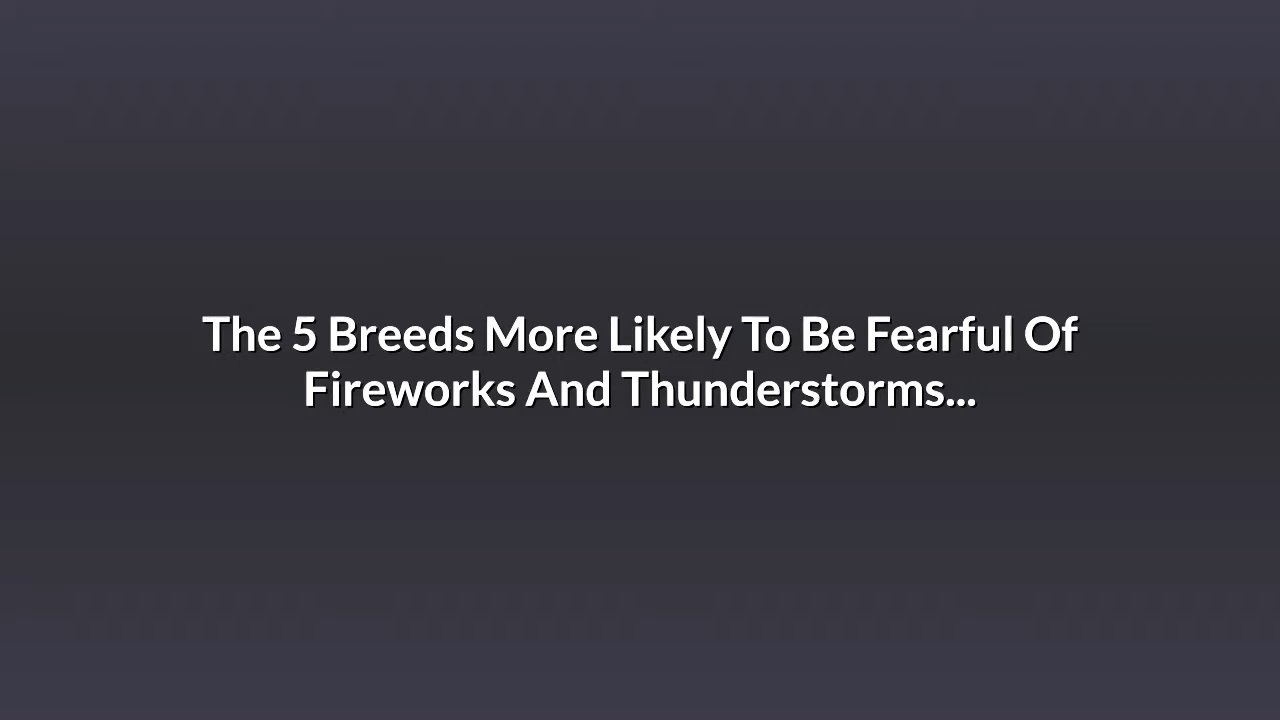 The 5 Breeds More Likely To Be Fearful Of
Fireworks And Thunderstorms...